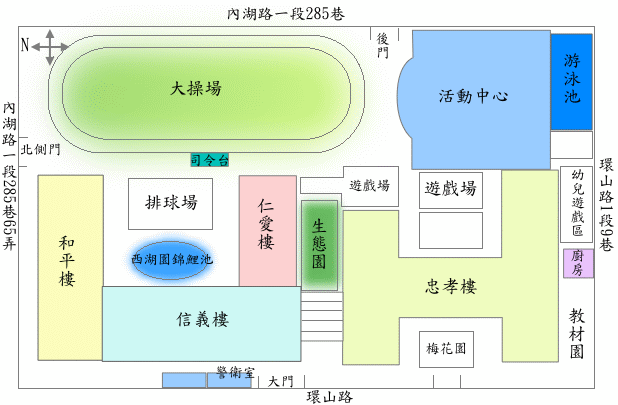 內湖路一段285巷
N
後門
大操場
活動中心
游泳池
內湖路一段285巷65弄
北側門
司令台
環山路1段9巷
遊戲場
遊戲場
幼兒遊戲區
排球場
仁愛樓
生態園
和平樓
西湖園錦鯉池
廚房
忠孝樓
信義樓
教材園
梅花園
警衛室
大門
環山路